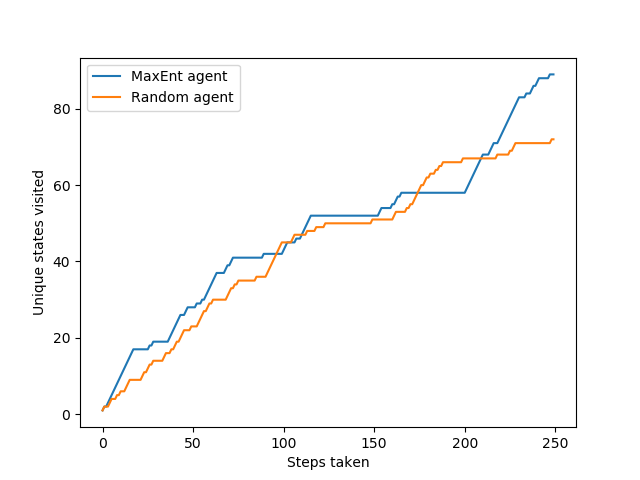 MaxEnt agent
Random agent
80
60
40
20
0
Unique states visited
0 50 100 150 200 250
Steps taken